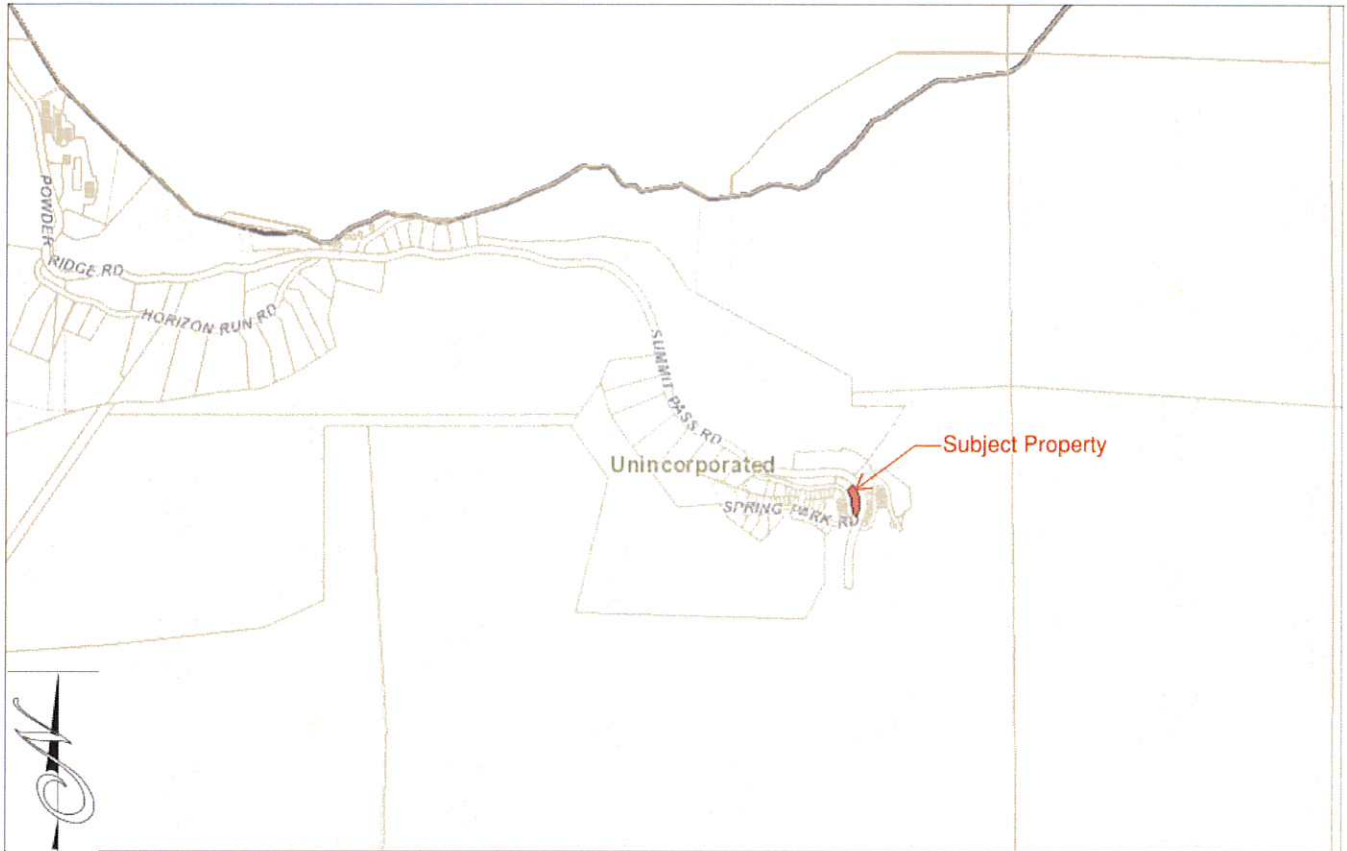 POWDER
RIDGE RD
HORIZON RUN RD
SUMMIT PASS RD
Unincorporated
Subject Property
SPRING PARK RD
N